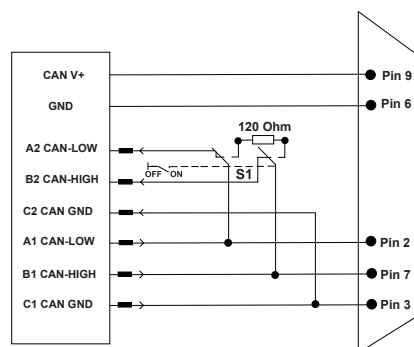 CAN V+
Pin 9
GND
Pin 6
120 Ohm
A2 CAN-LOW
OFF ON
S1
B2 CAN-HIGH
C2 CAN GND
A1 CAN-LOW
Pin 2
B1 CAN-HIGH
Pin 7
C1 CAN GND
Pin 3